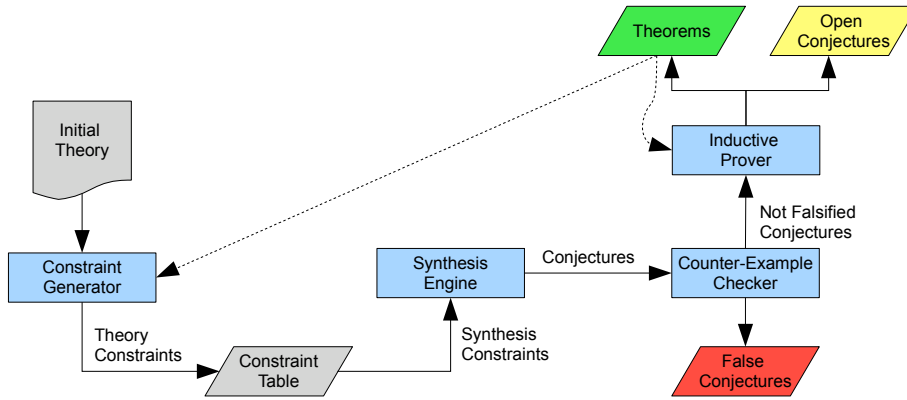 Theorems
Open
Conjectures
Initial
Theory
Inductive
Prover
Not Falsified
Conjectures
Constraint
Generator
Synthesis
Engine
Conjectures
Counter-Example
Checker
Theory
Constraints
Constraint
Table
Synthesis
Constraints
False
Conjectures